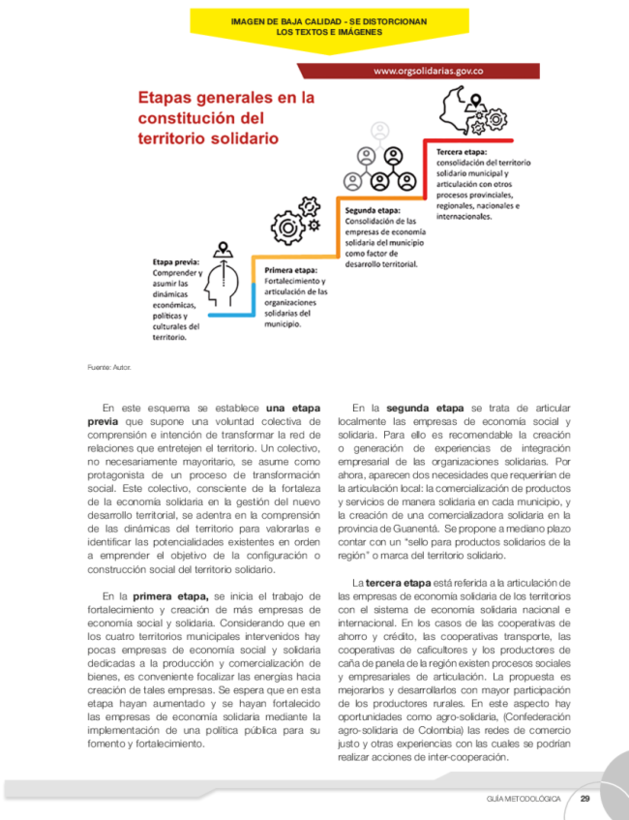 IMAGEN DE BAJA CALIDAD - SE DISTORCIONAN
LOS TEXTOS E IMÁGENES
www.orgsolidarias.gov.co
Etapas generales en la
constitución del
territorio solidario
Etapa previa:
Comprender y
asumir las
dinámicas
económicas,
políticas y
culturales del
territorio.
Primera etapa:
Fortalecimiento y
articulación de las
organizaciones
solidarias del
municipio.
Segunda etapa:
Consolidación de las
empresas de economía
solidaria del municipio
como factor de
desarrollo territorial.
Tercera etapa:
consolidación del territorio
solidario municipal y
articulación con otros
procesos provinciales,
regionales, nacionales e
internacionales.
Fuente: Autor.
En este esquema se establece una etapa
previa que supone una voluntad colectiva de
comprensión e intención de transformar la red de
relaciones que entretejen el territorio. Un colectivo,
no necesariamente mayoritario, se asume como
protagonista de un proceso de transformación
social. Este colectivo, consciente de la fortaleza
de la economía solidaria en la gestión del nuevo
desarrollo territorial, se adentra en la comprensión
de las dinámicas del territorio para valorarlas e
identificar las potencialidades existentes en orden
a emprender el objetivo de la configuración o
construcción social del territorio solidario.
En la primera etapa, se inicia el trabajo de
fortalecimiento y creación de más empresas de
economía social y solidaria. Considerando que en
los cuatro territorios municipales intervenidos hay
pocas empresas de economía social y solidaria
dedicadas a la producción y comercialización de
bienes, es conveniente focalizar las energías hacia
creación de tales empresas. Se espera que en esta
etapa hayan aumentado y se hayan fortalecido
las empresas de economía solidaria mediante la
implementación de una política pública para su
fomento y fortalecimiento.
En la segunda etapa se trata de articular
localmente las empresas de economía social y
solidaria. Para ello es recomendable la creación
o generación de experiencias de integración
empresarial de las organizaciones solidarias. Por
ahora, aparecen dos necesidades que requerirían de
la articulación local: la comercialización de productos
y servicios de manera solidaria en cada municipio, y
la creación de una comercializadora solidaria en la
provincia de Guanentá. Se propone a mediano plazo
contar con un "sello para productos solidarios de la
región" o marca del territorio solidario.
La tercera etapa está referida a la articulación de
las empresas de economía solidaria de los territorios
con el sistema de economía solidaria nacional e
internacional. En los casos de las cooperativas de
ahorro y crédito, las cooperativas transporte, las
cooperativas de caficultores y los productores de
caña de panela de la región existen procesos sociales
y empresariales de articulación. La propuesta es
mejorarlos y desarrollarlos con mayor participación
de los productores rurales. En este aspecto hay
oportunidades como agro-solidaria, (Confederación
agro-solidaria de Colombia) las redes de comercio
justo y otras experiencias con las cuales se podrían
realizar acciones de inter-cooperación.
GUÍA METODOLÓGICA 29